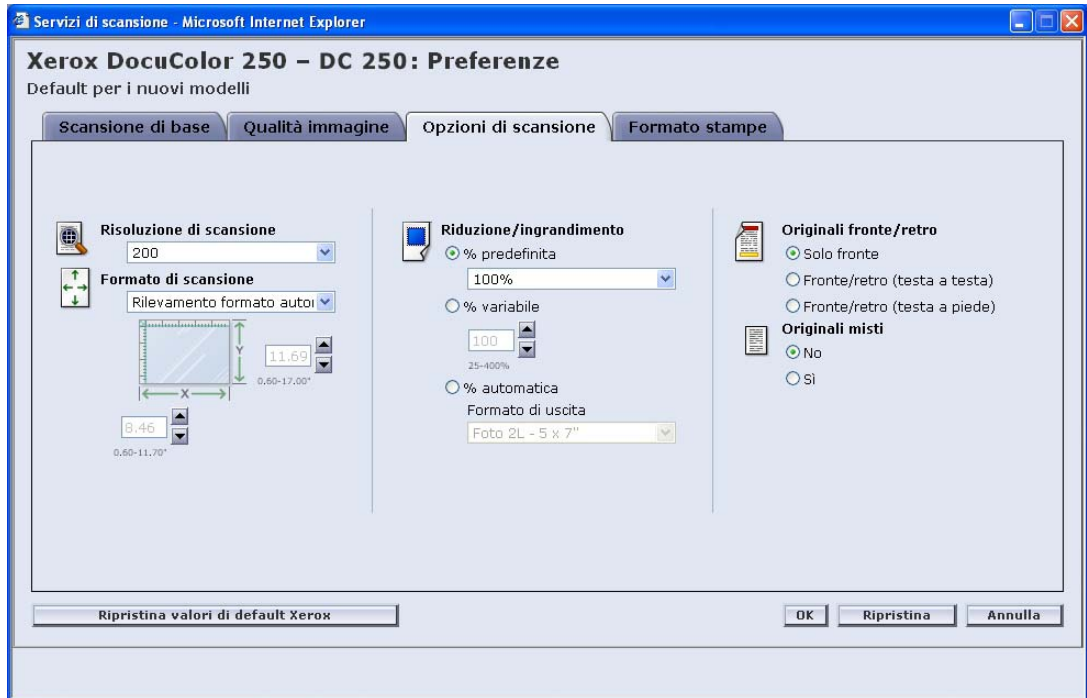 Servizi di scansione - Microsoft Internet Explorer
Xerox DocuColor 250 – DC 250: Preferenze
Default per i nuovi modelli
Scansione di base
Qualità immagine
Opzioni di scansione
Formato stampe
Risoluzione di scansione
200
Formato di scansione
Rilevamento formato autoı
Y
11.69
0.60-17.00"
X
8.46
0.60-11.70"
Riduzione/ingrandimento
% predefinita
100%
% variabile
100
25-400%
% automatica
Formato di uscita
Foto 2L - 5 x 7"
Originali fronte/retro
Solo fronte
Fronte/retro (testa a testa)
Fronte/retro (testa a piede)
Originali misti
No
Sì
Ripristina valori di default Xerox
OK
Ripristina
Annulla